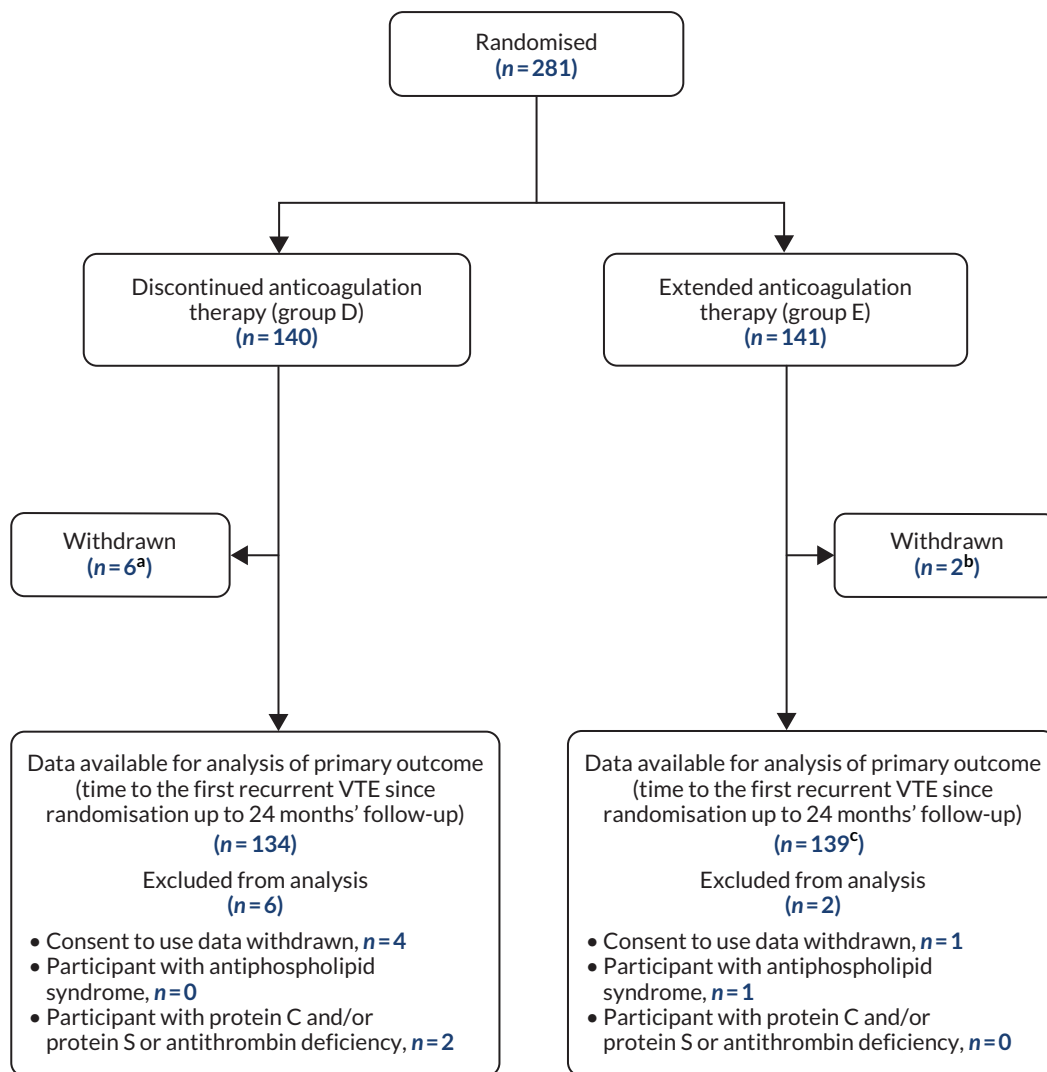 Randomised
(n=281)
Discontinued anticoagulation
therapy (group D)
(n=140)
Extended anticoagulation
therapy (group E)
(n=141)
Withdrawn
(n=6a)
Withdrawn
(n=2b)
Data available for analysis of primary outcome
(time to the first recurrent VTE since
randomisation up to 24 months’ follow-up)
(n=134)
Excluded from analysis
(n=6)
• Consent to use data withdrawn, n=4
• Participant with antiphospholipid
syndrome, n=0
• Participant with protein C and/or
protein S or antithrombin deficiency, n=2
Data available for analysis of primary outcome
(time to the first recurrent VTE since
randomisation up to 24 months’ follow-up)
(n=139c)
Excluded from analysis
(n=2)
• Consent to use data withdrawn, n=1
• Participant with antiphospholipid
syndrome, n=1
• Participant with protein C and/or
protein S or antithrombin deficiency, n=0